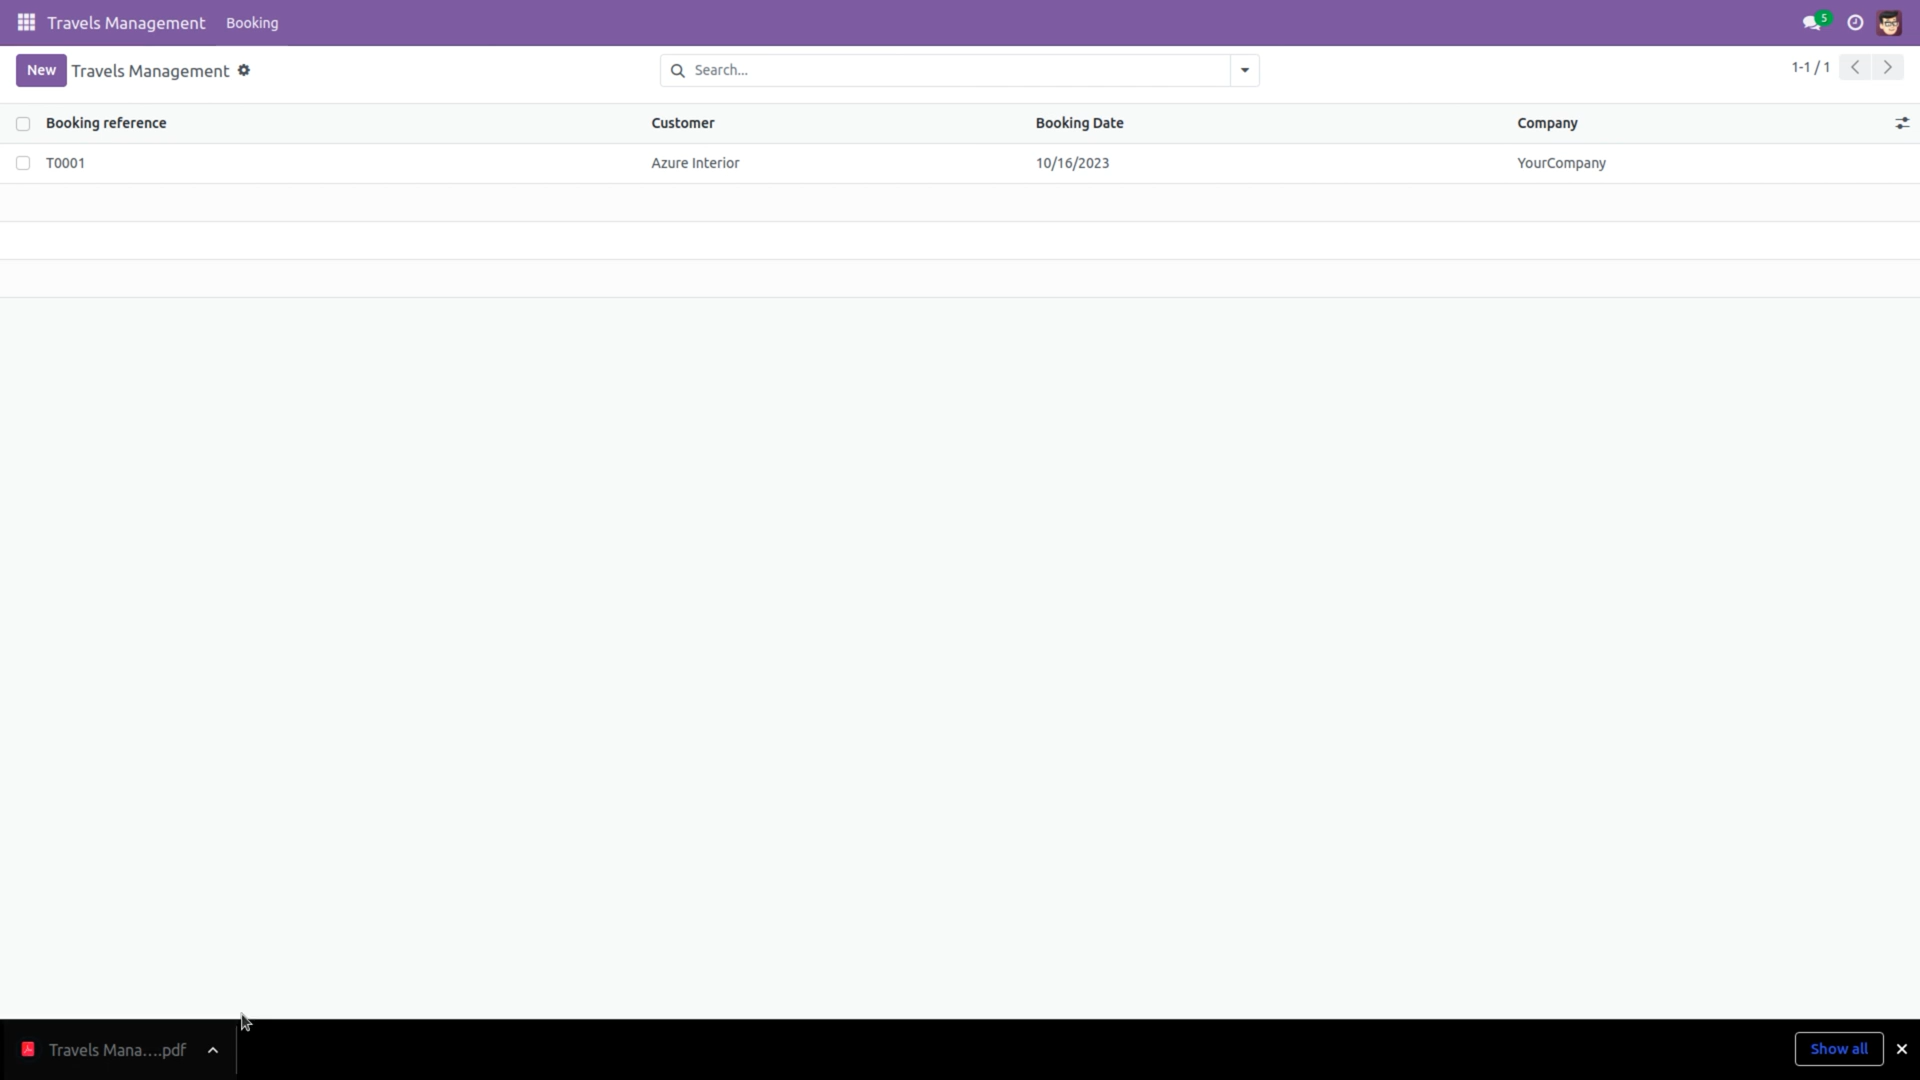 Travels Management Booking 5
New Travels Management Search... 1-1 / 1
Booking reference Customer Booking Date Company
T0001 Azure Interior 10/16/2023 YourCompany
Travels Mana....pdf Show all